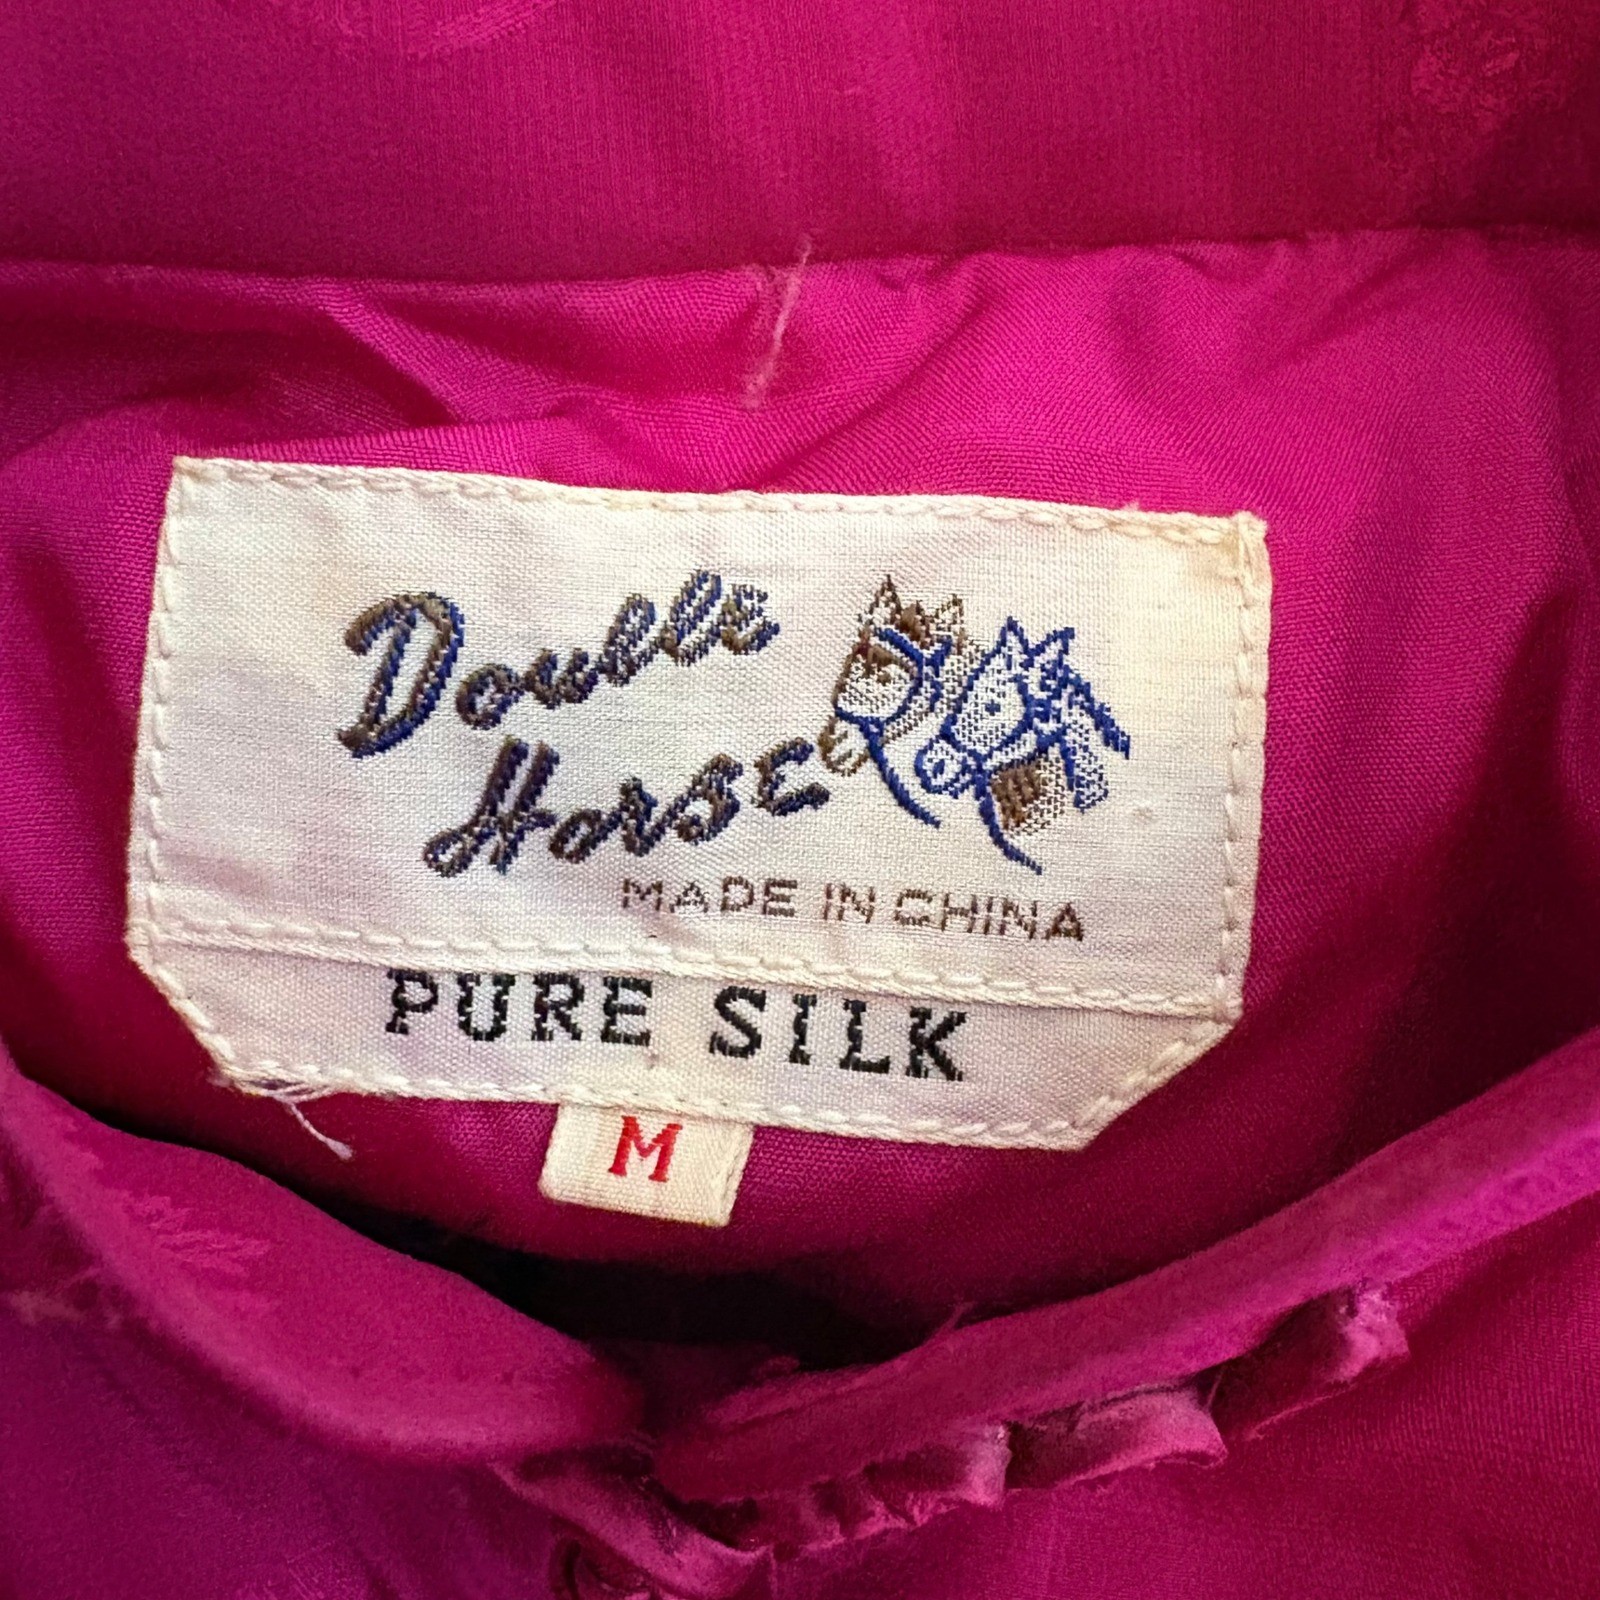 Double
Horse
MADE IN CHINA
PURE SILK
M